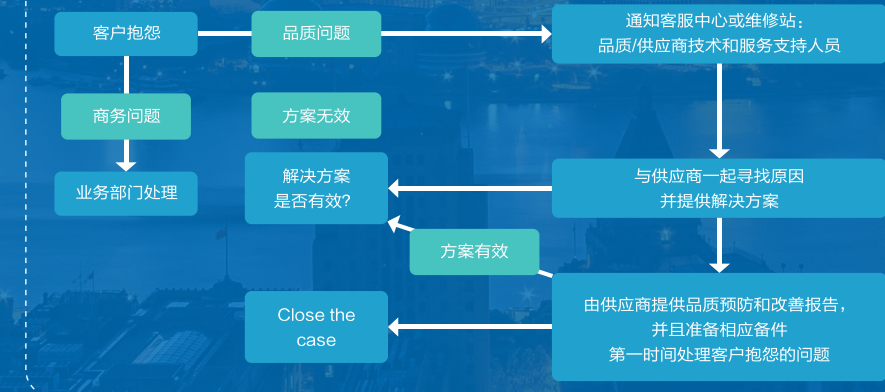 客户抱怨
品质问题
通知客服中心或维修站；
品质/供应商技术和服务支持人员
商务问题
方案无效
业务部门处理
解决方案
是否有效？
与供应商一起寻找原因
并提供解决方案
方案有效
Close the
case
由供应商提供品质预防和改善报告，
并且准备相应备件
第一时间处理客户抱怨的问题